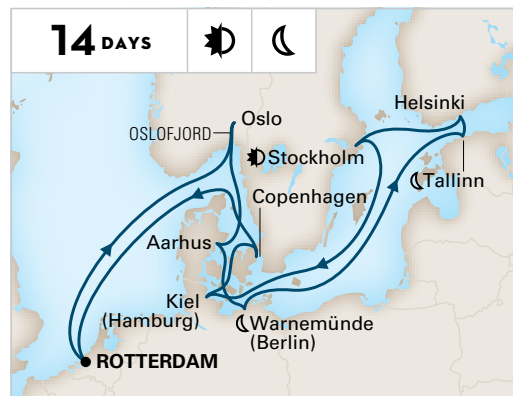 14 DAYS
Oslo
OSLOFJORD
Helsinki
Stockholm
Tallinn
Copenhagen
Aarhus
Kiel
(Hamburg)
Warnemünde
(Berlin)
ROTTERDAM